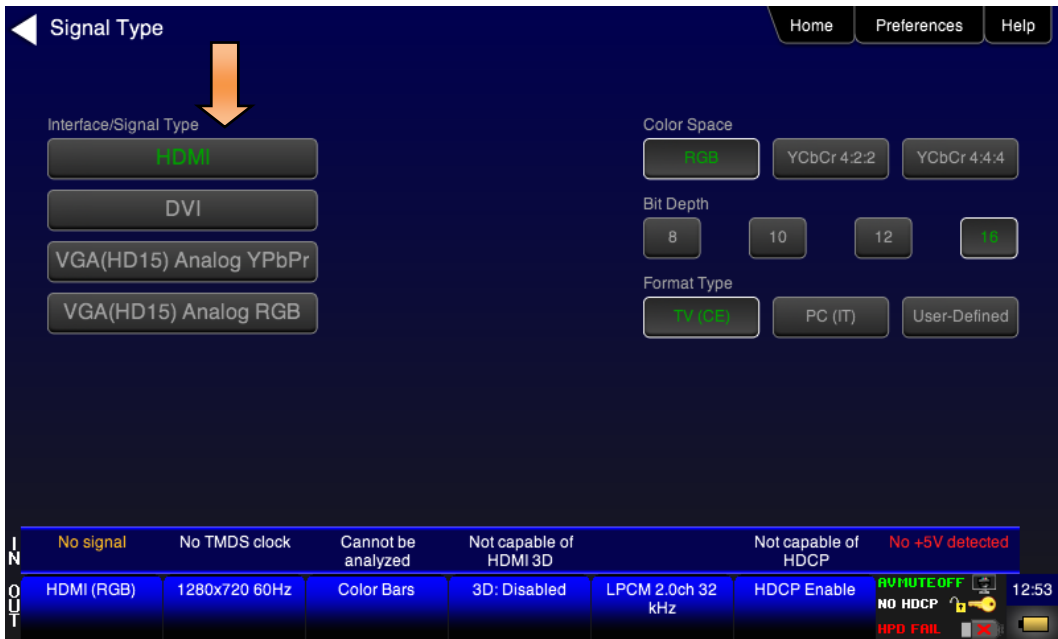 Signal Type
Home
Preferences
Help
Interface/Signal Type
HDMI
DVI
VGA(HD15) Analog YPbPr
VGA(HD15) Analog RGB
Color Space
RGB
YCbCr 4:2:2
YCbCr 4:4:4
Bit Depth
8
10
12
16
Format Type
TV (CE)
PC (IT)
User-Defined
IN
No signal
No TMDS clock
Cannot be
analyzed
Not capable of
HDMI 3D
Not capable of
HDCP
No +5V detected
OUT
HDMI (RGB)
1280x720 60Hz
Color Bars
3D: Disabled
LPCM 2.0ch 32
kHz
HDCP Enable
AVMUTEOFF
NO HDCP
HPD FAIL
12:53